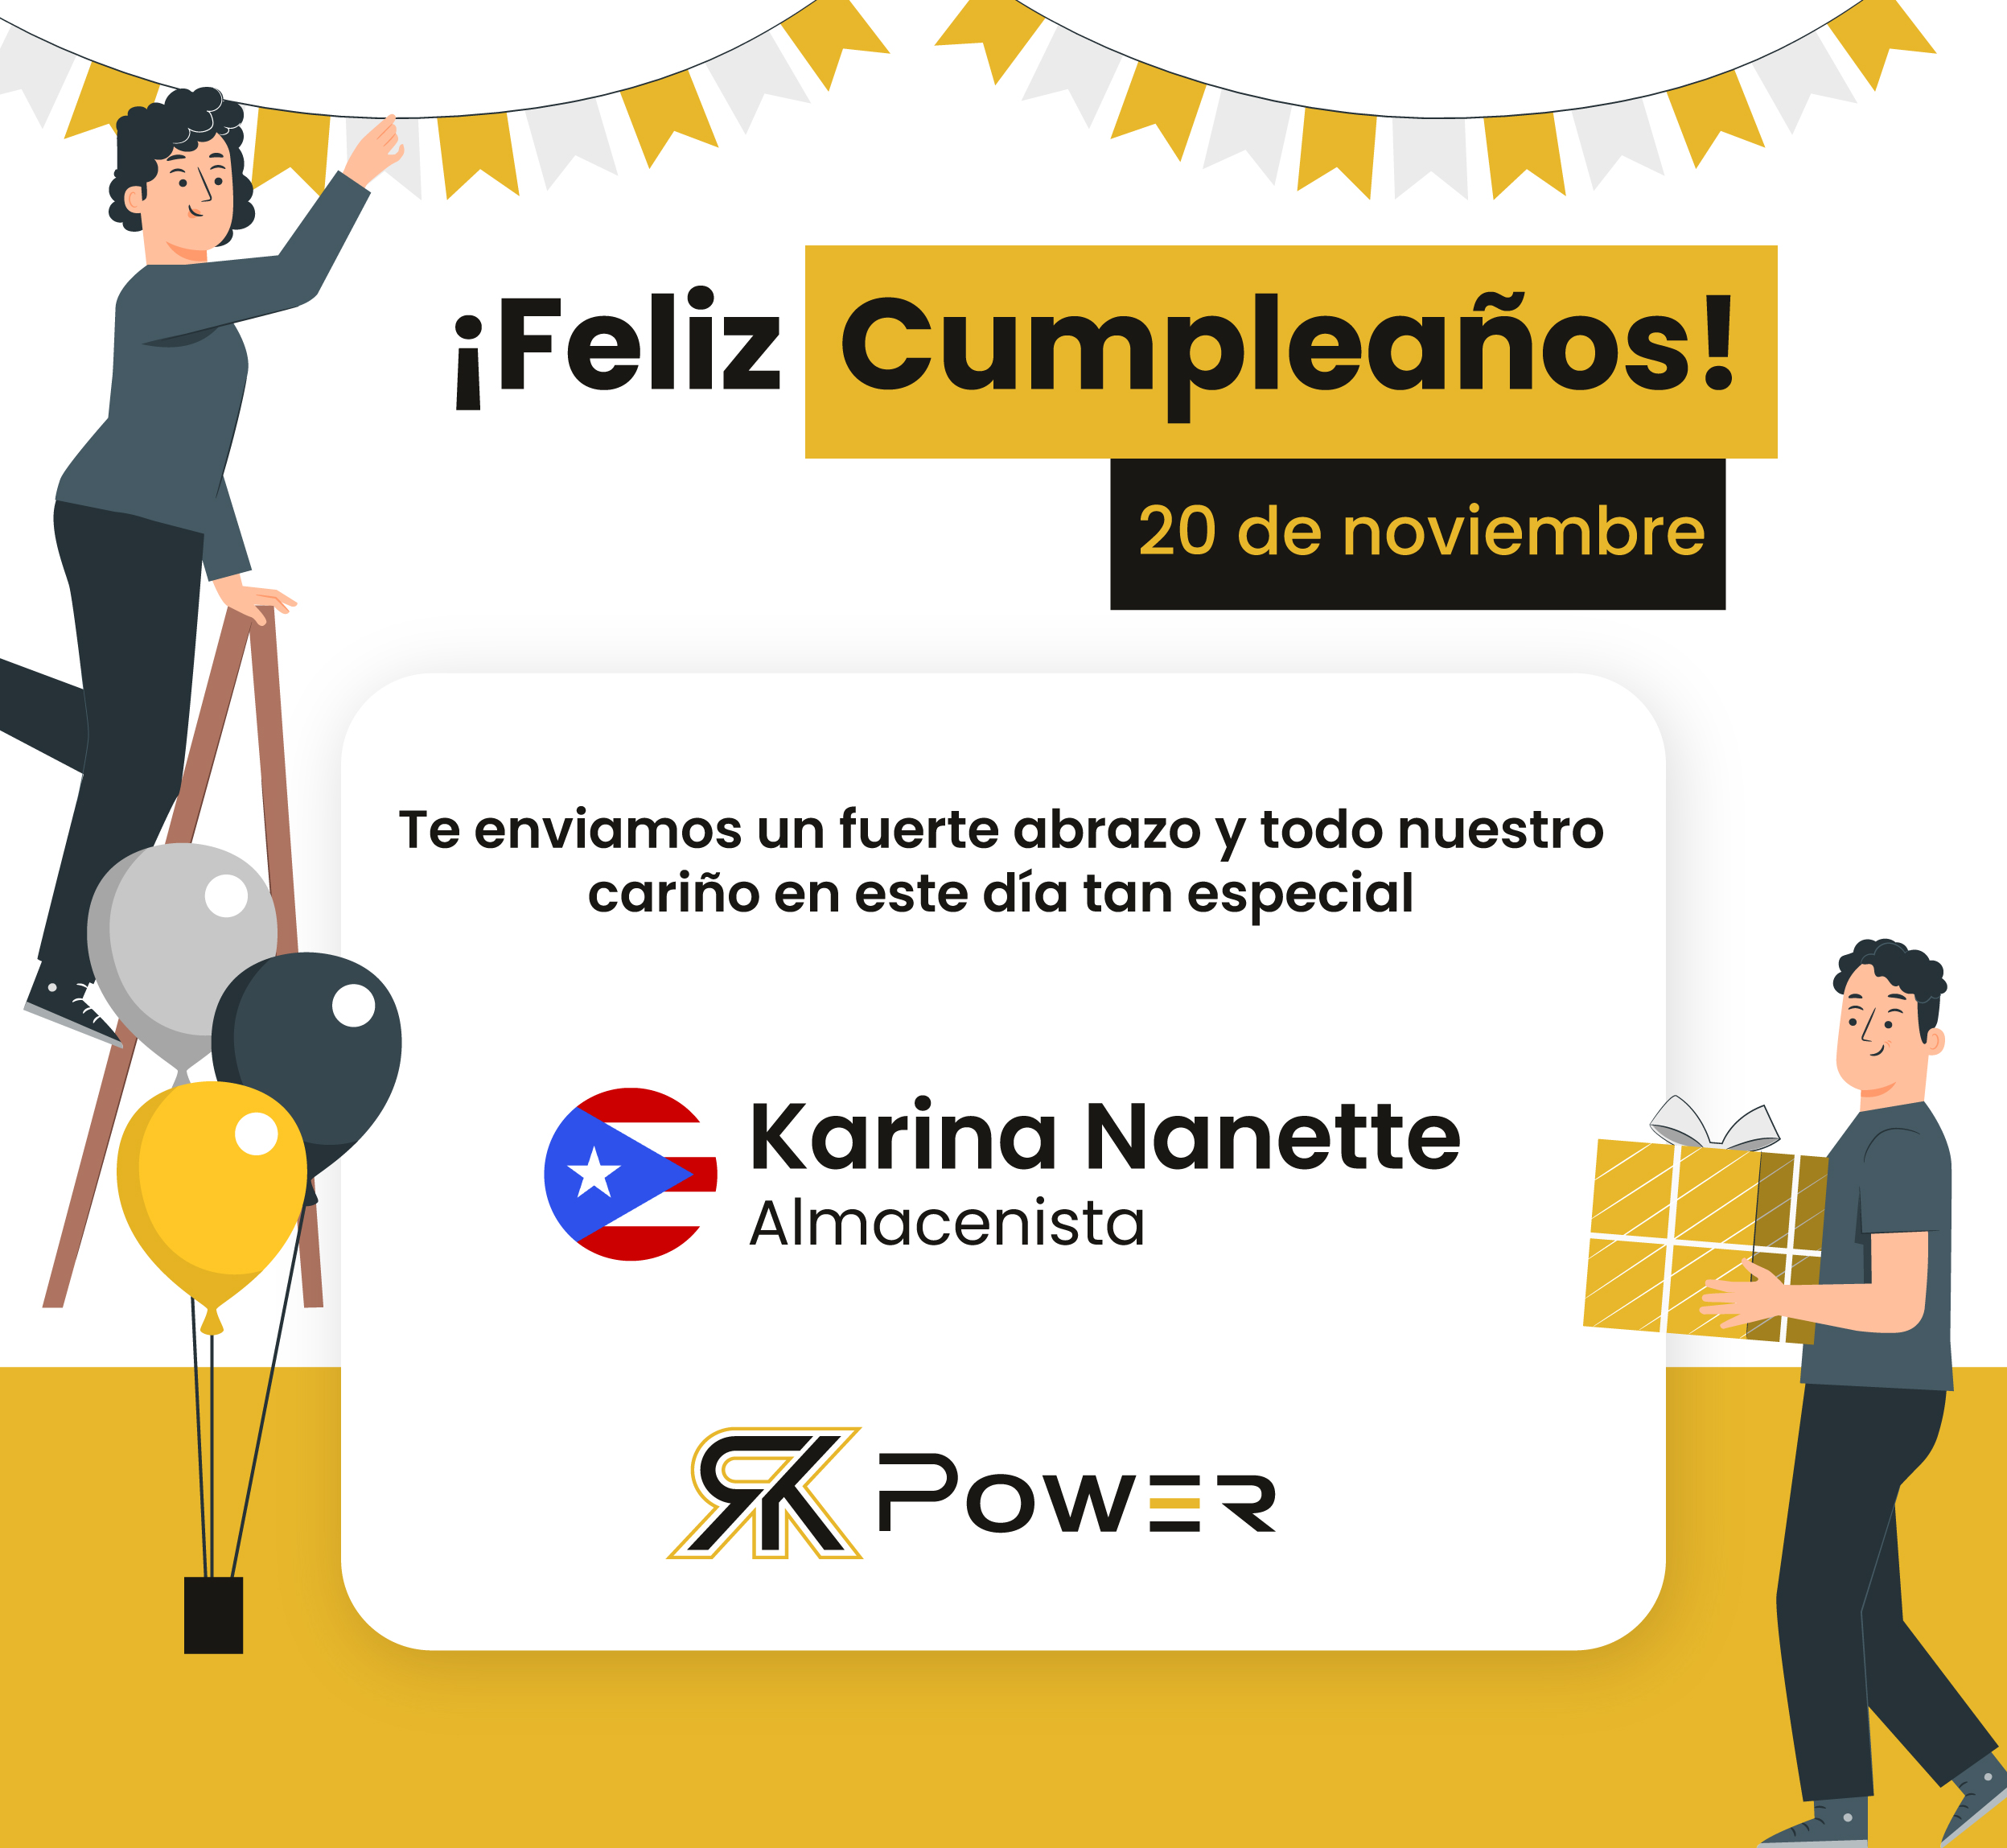 ¡Feliz Cumpleaños!
20 de noviembre
Te enviamos un fuerte abrazo y todo nuestro
cariño en este día tan especial
Karina Nanette
Almacenista
RK Power